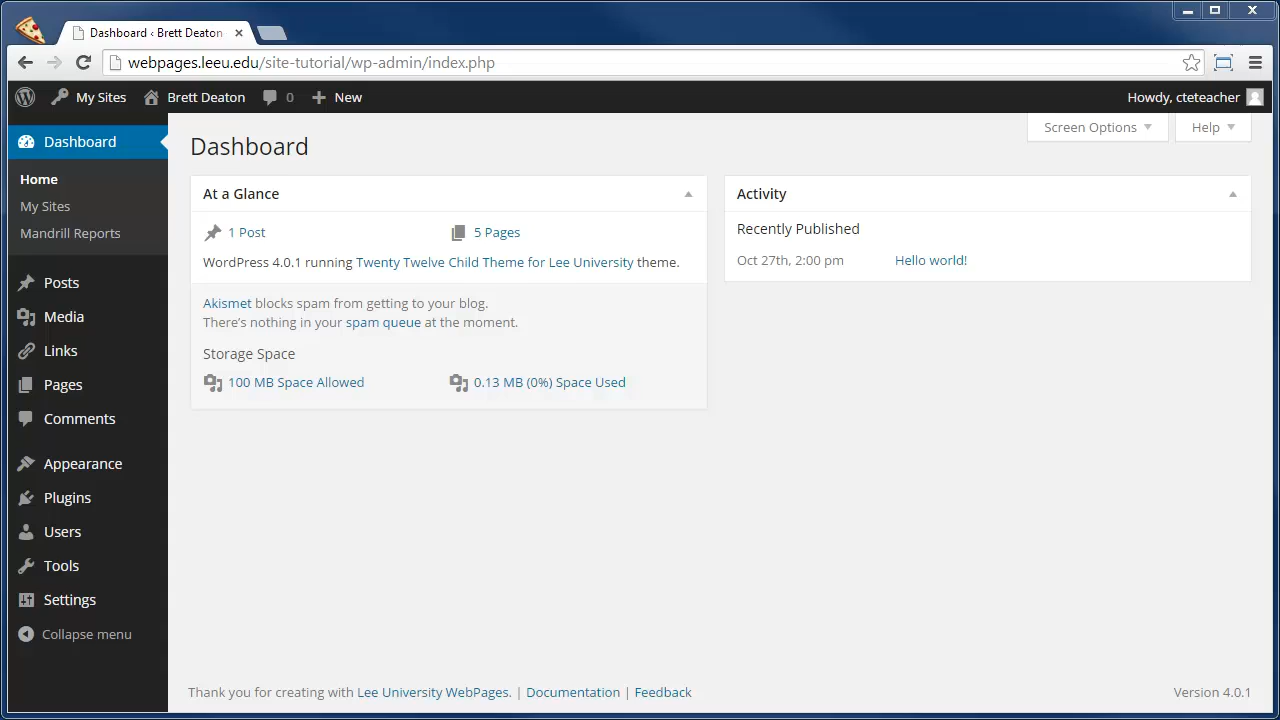 Dashboard ‹ Brett Deaton
webpages.leeu.edu/site-tutorial/wp-admin/index.php
My Sites
Brett Deaton
0
New
Howdy, cteteacher
Dashboard
Home
My Sites
Mandrill Reports
Posts
Media
Links
Pages
Comments
Appearance
Plugins
Users
Tools
Settings
Collapse menu
Screen Options
Help
Dashboard
At a Glance
1 Post
5 Pages
WordPress 4.0.1 running Twenty Twelve Child Theme for Lee University theme.
Akismet blocks spam from getting to your blog.
There's nothing in your spam queue at the moment.
Storage Space
100 MB Space Allowed
0.13 MB (0%) Space Used
Activity
Recently Published
Oct 27th, 2:00 pm
Hello world!
Thank you for creating with Lee University WebPages. | Documentation | Feedback
Version 4.0.1